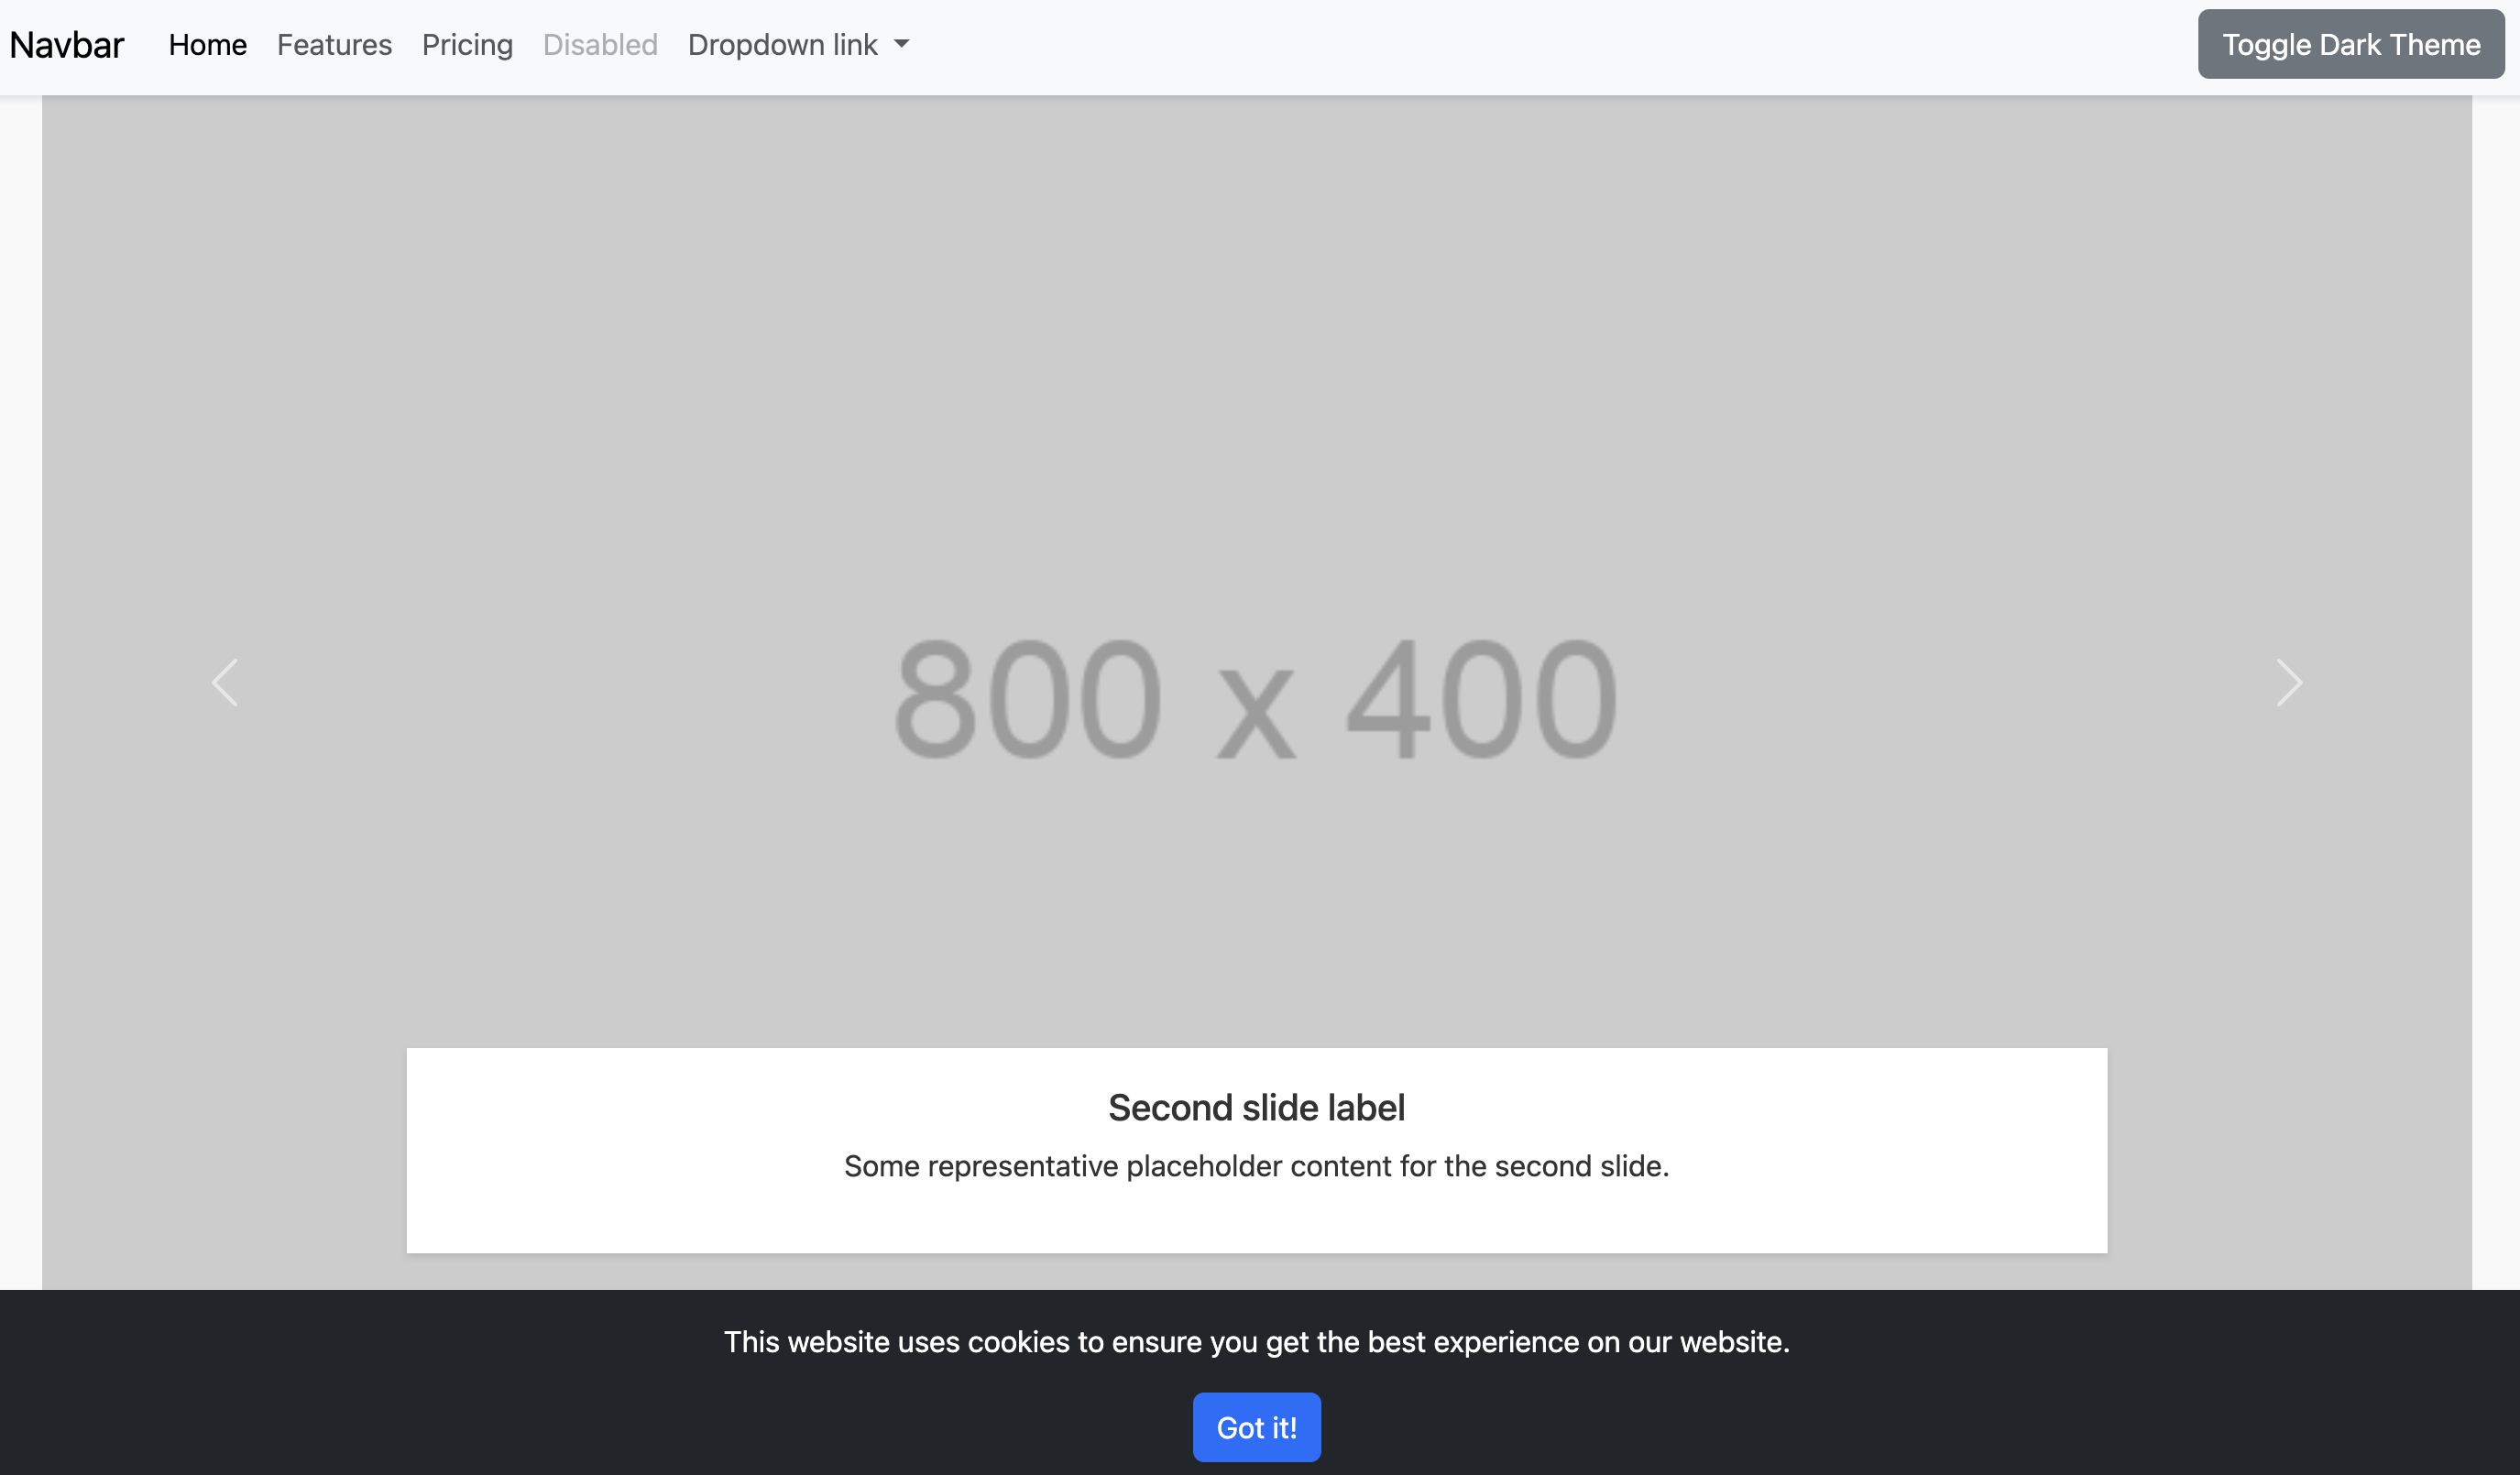 Navbar Home Features Pricing Disabled Dropdown link Toggle Dark Theme
800 x 400
Second slide label
Some representative placeholder content for the second slide.
This website uses cookies to ensure you get the best experience on our website.
Got it!